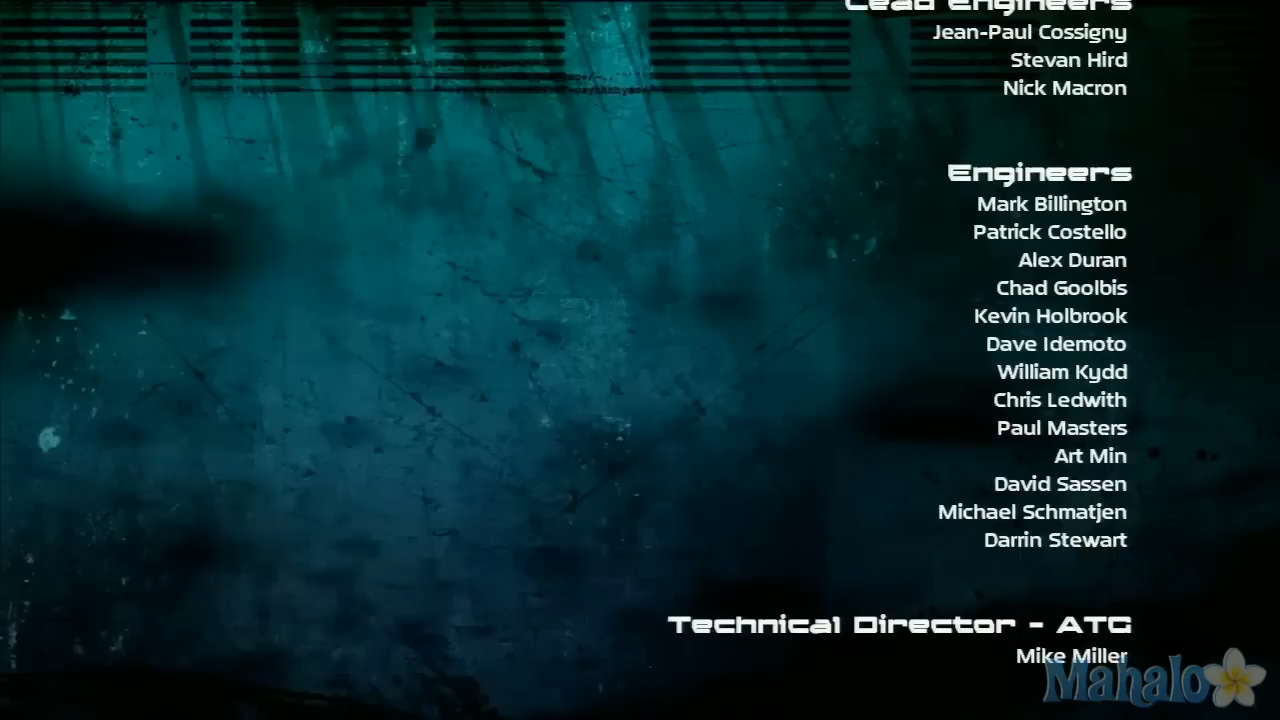 Lead Engineers
Jean-Paul Cossigny
Stevan Hird
Nick Macron
Engineers
Mark Billington
Patrick Costello
Alex Duran
Chad Goolbis
Kevin Holbrook
Dave Idemoto
William Kydd
Chris Ledwith
Paul Masters
Art Min
David Sassen
Michael Schmatjen
Darrin Stewart
Technical Director - ATG
Mike Miller
Mahalo